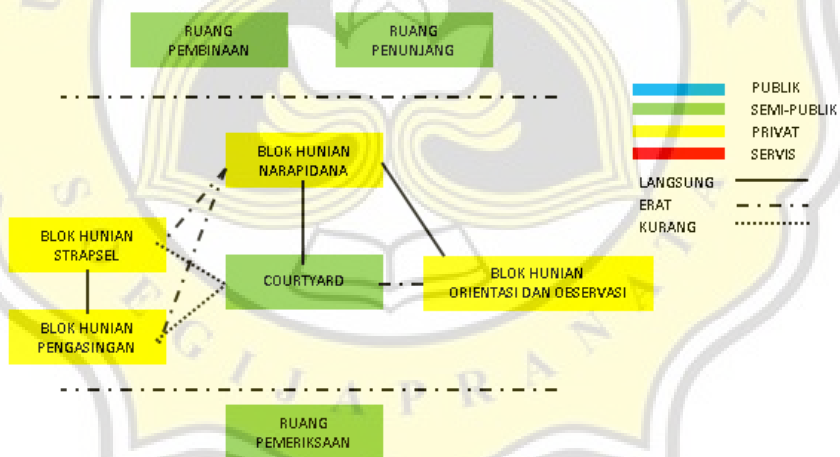 RUANG
PEMBINAAN
RUANG
PENUNJANG
PUBLIK
SEMI-PUBLIK
PRIVAT
SERVIS
LANGSUNG
ERAT
KURANG
BLOK HUNIAN
NARAPIDANA
BLOK HUNIAN
STRAPSEL
COURTYARD
BLOK HUNIAN
ORIENTASI DAN OBSERVASI
BLOK HUNIAN
PENGASINGAN
RUANG
PEMERIKSAAN
S O E G I J A P R A N A T A
K